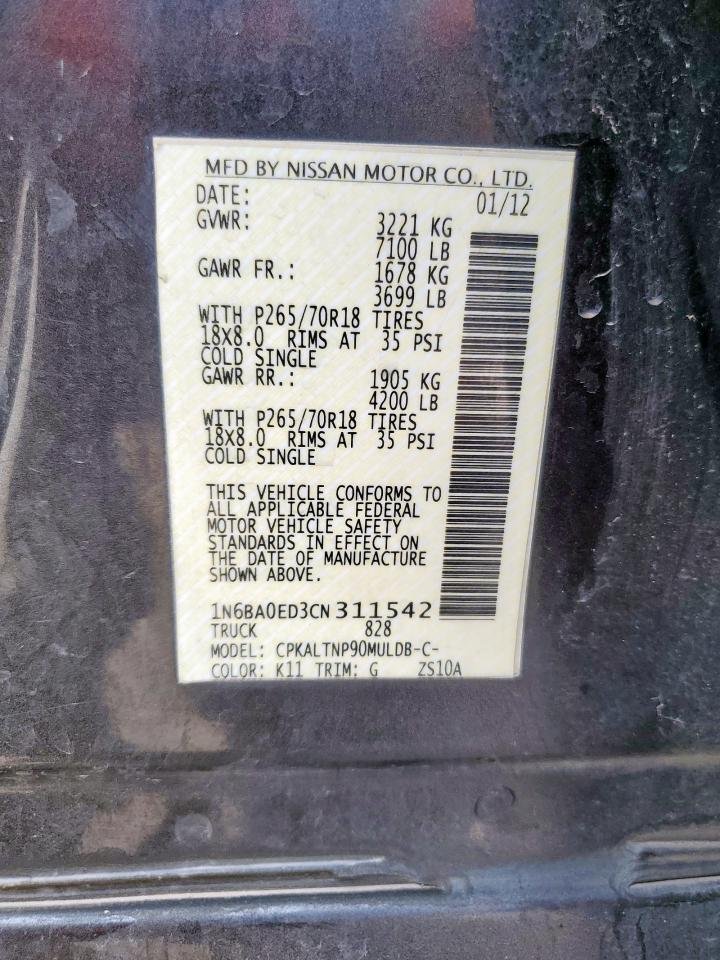 MFD BY NISSAN MOTOR CO., LTD.
DATE: 01/12
GVWR: 3221 KG
7100 LB
GAWR FR.: 1678 KG
3699 LB
WITH P265/70R18 TIRES
18X8.0 RIMS AT 35 PSI
COLD SINGLE
GAWR RR.: 1905 KG
4200 LB
WITH P265/70R18 TIRES
18X8.0 RIMS AT 35 PSI
COLD SINGLE
THIS VEHICLE CONFORMS TO
ALL APPLICABLE FEDERAL
MOTOR VEHICLE SAFETY
STANDARDS IN EFFECT ON
THE DATE OF MANUFACTURE
SHOWN ABOVE.
1N6BA0ED3CN311542
TRUCK 828
MODEL: CPKALTNP90MULDB-C-
COLOR: K11 TRIM: G ZS10A